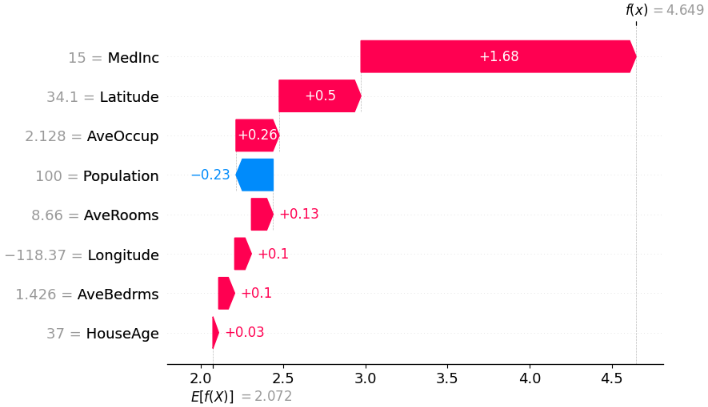 f(x) = 4.649
15 = MedInc +1.68
34.1 = Latitude +0.5
2.128 = AveOccup +0.26
100 = Population −0.23
8.66 = AveRooms +0.13
−118.37 = Longitude +0.1
1.426 = AveBedrms +0.1
37 = HouseAge +0.03
2.0 2.5 3.0 3.5 4.0 4.5
E[f(X)] = 2.072